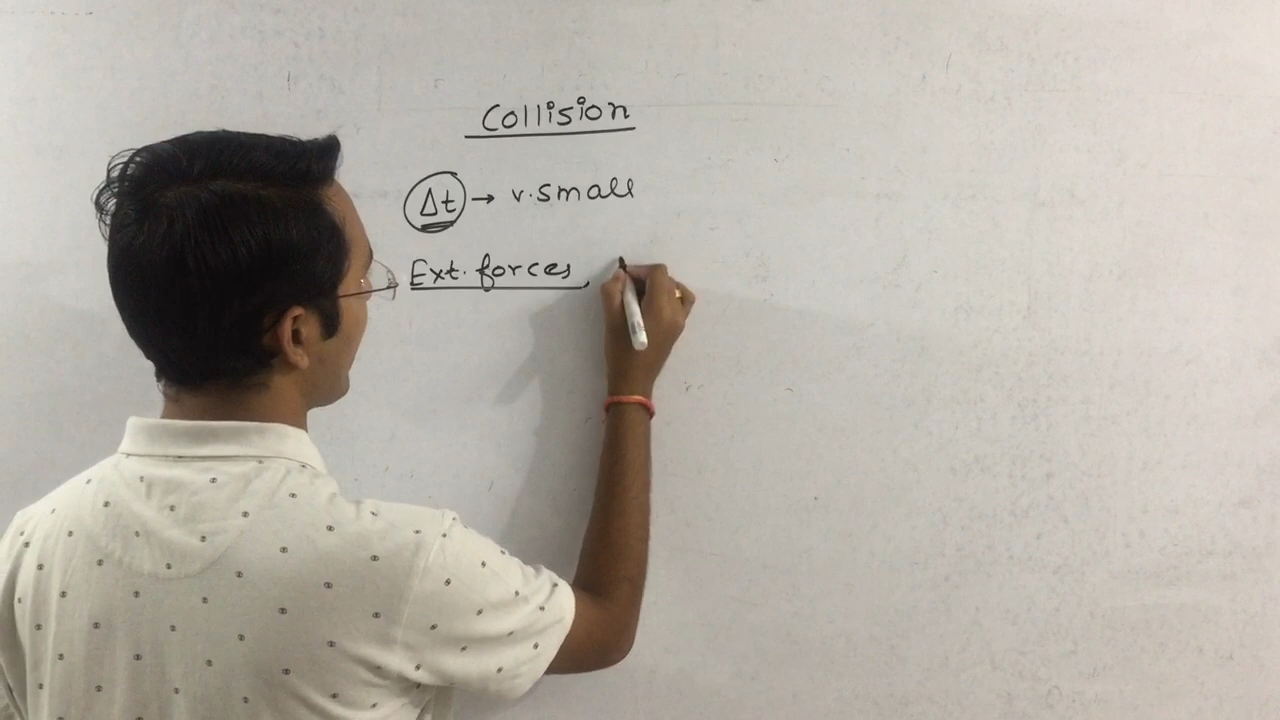 Collision
Δt → v.small
Ext. forces